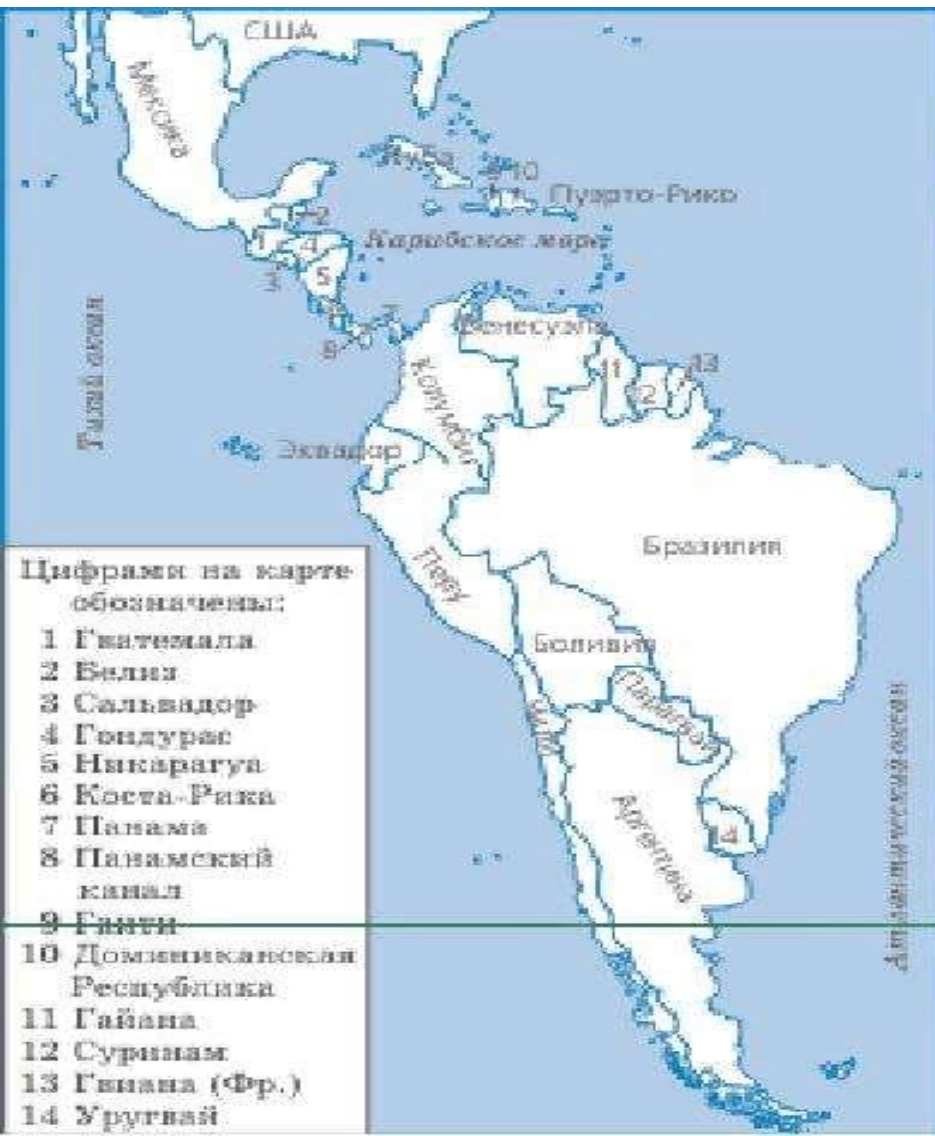 США
Мексика
Куба
9 10
Пуэрто-Рико
2
1
4
Карибское море
3
5
6
7
8
Венесуэла
Тихий океан
Колумбия
11
12
13
Эквадор
Бразилия
Перу
Боливия
Парагвай
Чили
Аргентина
14
Атлантический океан
Цифрами на карте
обозначены:
1 Гватемала
2 Белиз
3 Сальвадор
4 Гондурас
5 Никарагуа
6 Коста-Рика
7 Панама
8 Панамский
канал
9 Гаити
10 Доминиканская
Республика
11 Гайана
12 Суринам
13 Гвиана (Фр.)
14 Уругвай